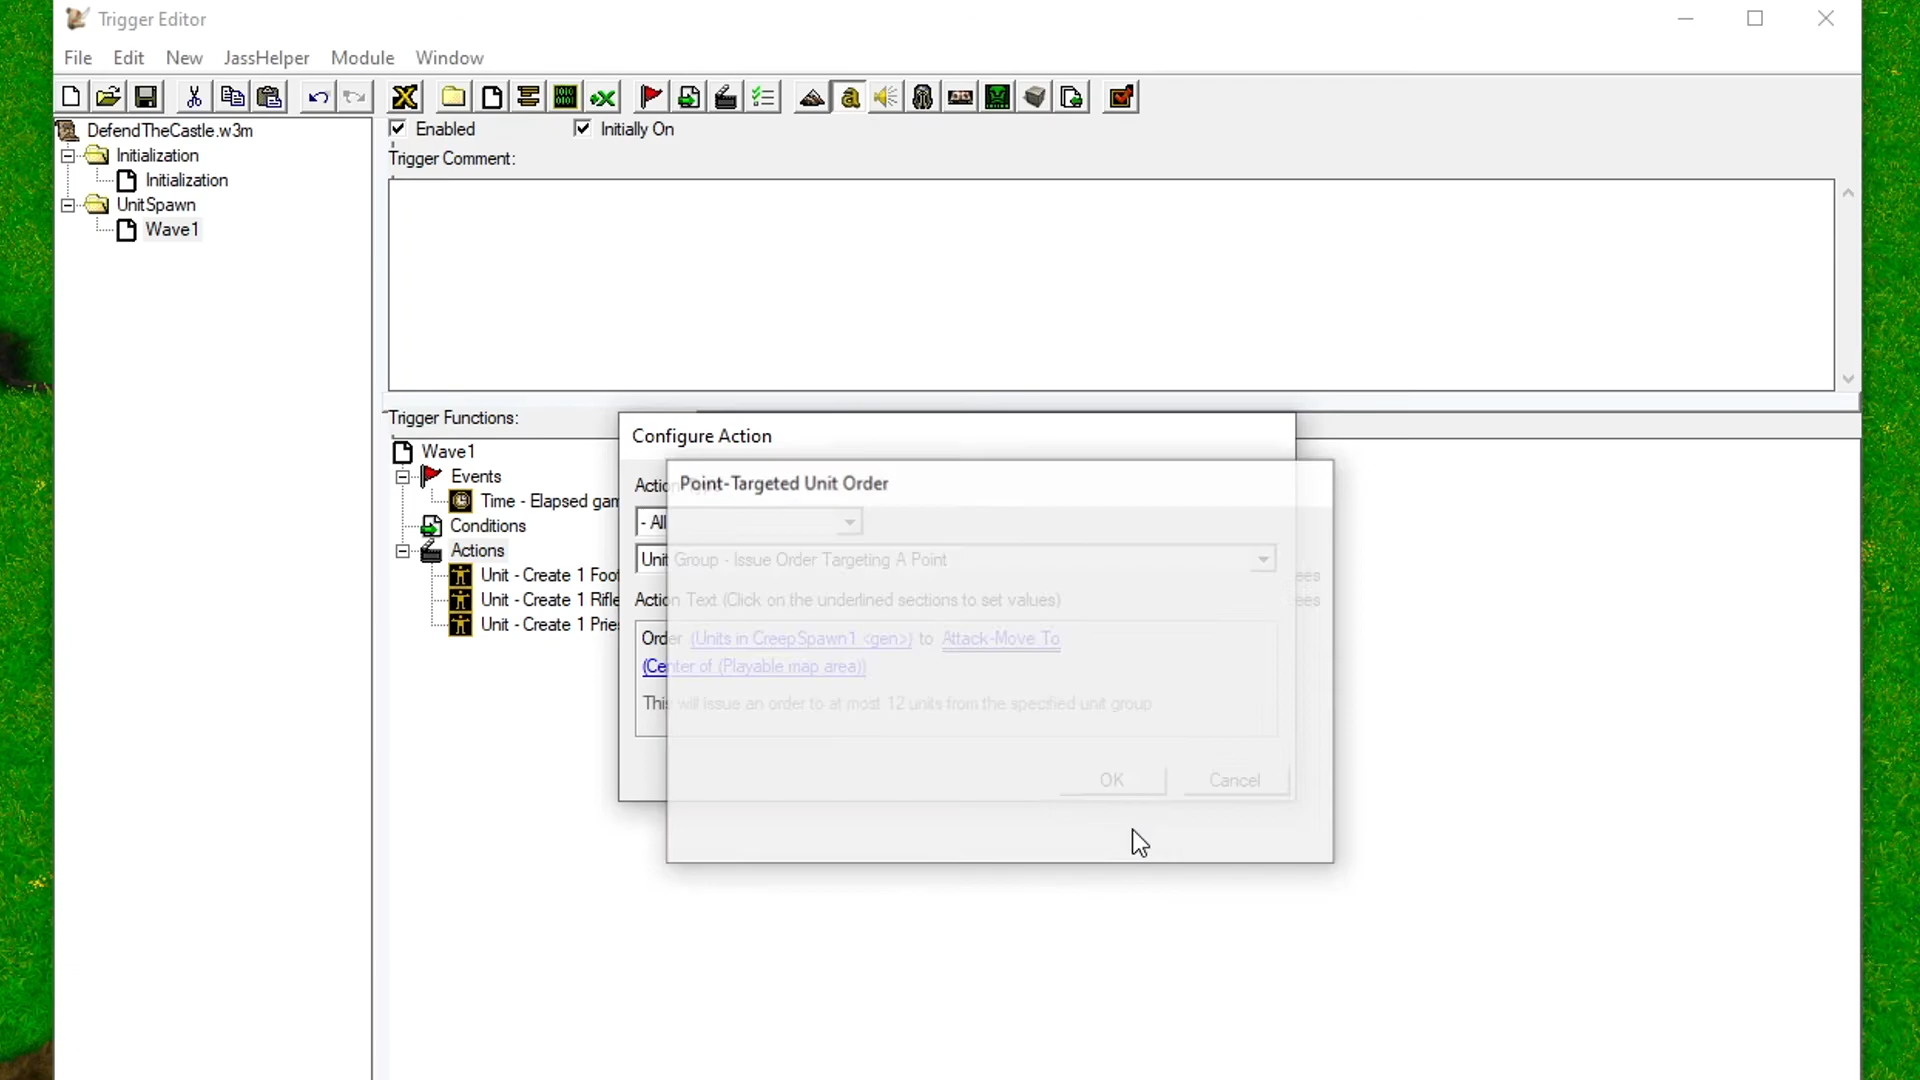 Trigger Editor
File Edit New JassHelper Module Window
DefendTheCastle.w3m
Initialization
Initialization
UnitSpawn
Wave1
Enabled Initially On
Trigger Comment:
Trigger Functions:
Wave1
Events
Time - Elapsed gam
Conditions
Actions
Unit - Create 1 Foot
Unit - Create 1 Rifle
Unit - Create 1 Pries
Configure Action
Point-Targeted Unit Order
Action
- All
Unit Group - Issue Order Targeting A Point
Action Text (Click on the underlined sections to set values)
Order (Units in CreepSpawn1 <gen>) to Attack-Move To
(Center of (Playable map area))
This will issue an order to at most 12 units from the specified unit group
OK Cancel